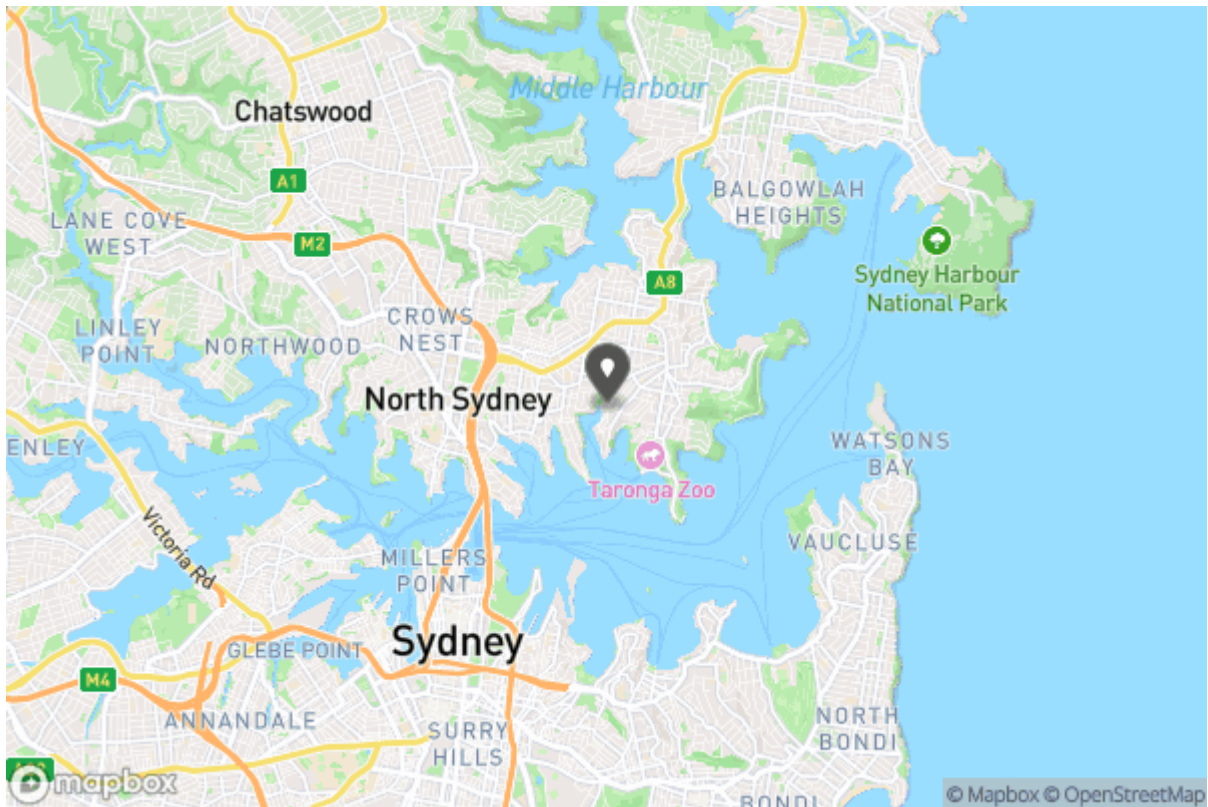 Middle Harbour
Chatswood
A1
BALGOWLAH
HEIGHTS
LANE COVE
WEST
M2
Sydney Harbour
National Park
A8
CROWS
NEST
LINLEY
POINT
NORTHWOOD
North Sydney
WATSONS
BAY
ENLEY
Taronga Zoo
Victoria Rd
VAUCLUSE
MILLERS
POINT
Sydney
GLEBE POINT
M4
ANNANDALE
SURRY
HILLS
NORTH
BONDI
mapbox
BONDI
© Mapbox © OpenStreetMap